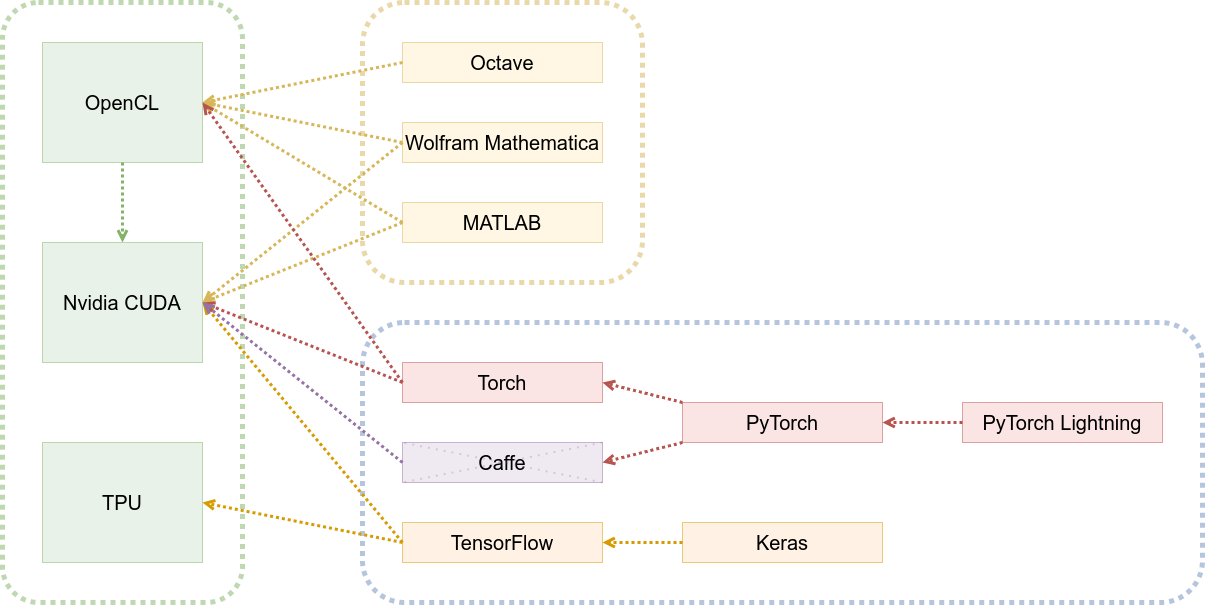 OpenCL
Nvidia CUDA
TPU
Octave
Wolfram Mathematica
MATLAB
Torch
Caffe
TensorFlow
PyTorch
Keras
PyTorch Lightning